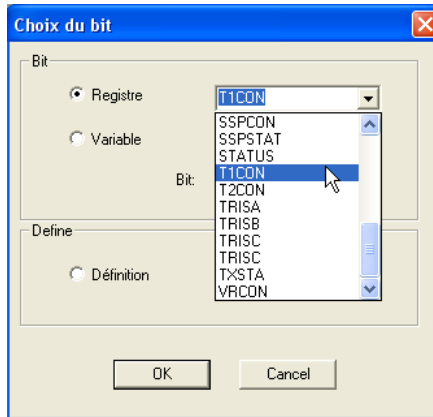 Choix du bit
Bit
Registre
T1CON
Variable
Bit:
SSPCON
SSPSTAT
STATUS
T1CON
T2CON
TRISA
TRISB
TRISC
TRISC
TXSTA
VRCON
Define
Définition
OK
Cancel